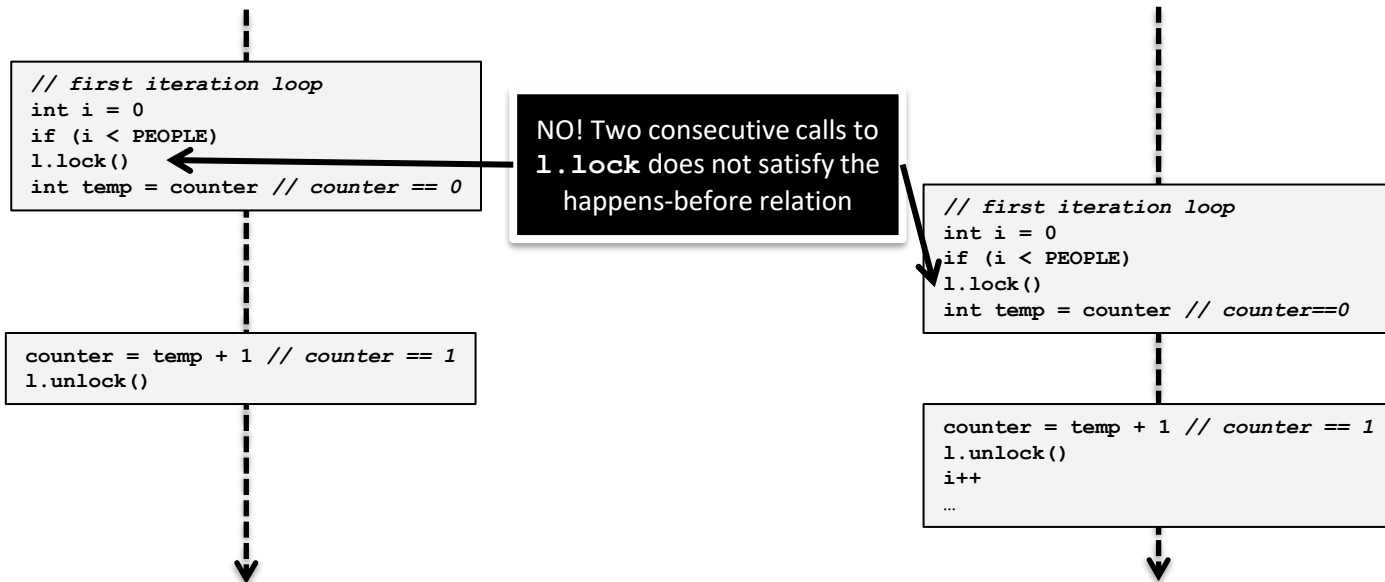 // first iteration loop
int i = 0
if (i < PEOPLE)
l.lock()
int temp = counter // counter == 0
counter = temp + 1 // counter == 1
l.unlock()
NO! Two consecutive calls to
l.lock does not satisfy the
happens-before relation
// first iteration loop
int i = 0
if (i < PEOPLE)
l.lock()
int temp = counter // counter==0
counter = temp + 1 // counter == 1
l.unlock()
i++
…